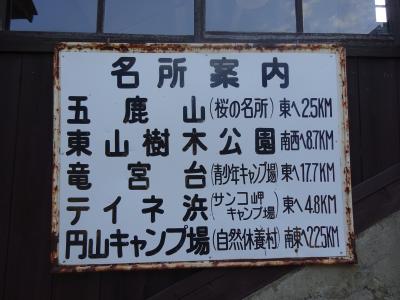 名所案内
五鹿山(桜の名所)東へ2.5KM
東山樹木公園 南西へ8.7KM
竜宮台(青少年キャンプ場)東へ17.7KM
テイネ浜(サンゴ岬キャンプ場)東へ4.8KM
円山キャンプ場(自然休養村)南東へ22.5KM